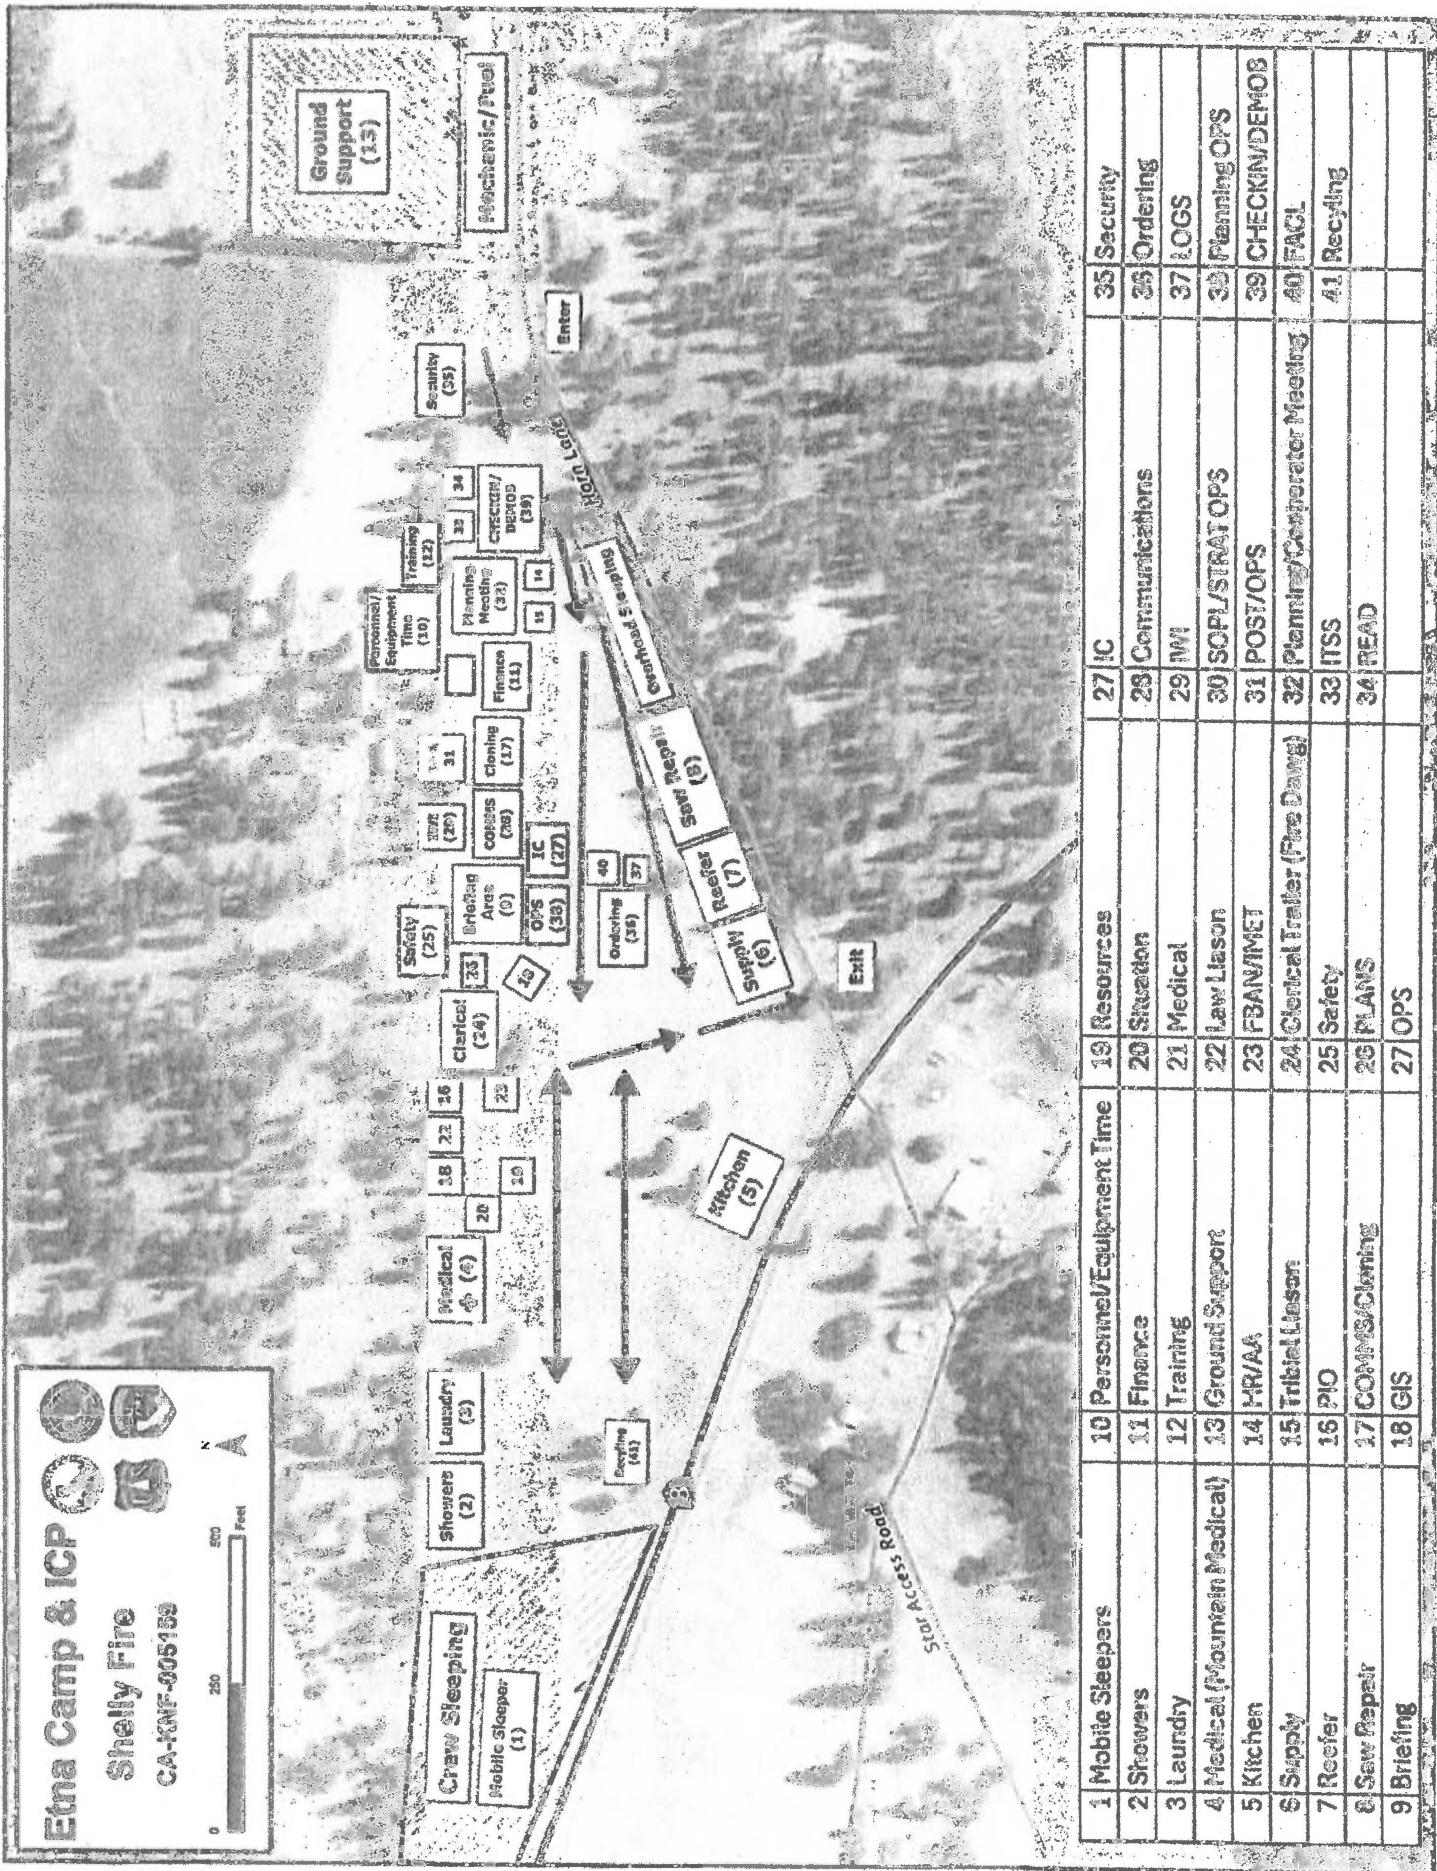 Etna Camp & ICP
Shelly Fire
CA-KNF-005159
0 250 500
Feet
N
Crew Sleeping
Mobile Sleeper
(1)
Showers
(2)
Laundry
(3)
Medical
(4)
20
18
19
22
16
23
Clerical
(24)
26
Safety
(25)
Briefing
Area
(9)
OPS
(38)
IC
(27)
COMMS
(28)
31
Cloning
(17)
Finance
(11)
Personnel/
Equipment
Time
(10)
Training
(12)
Planning
Meeting
(32)
15
14
33
34
CHECKIN/
DEMOB
(39)
Security
(35)
Ground
Support
(13)
Mechanic/Fuel
Enter
Horn Lane
Overhead Sleeping
Saw Repair
(8)
Reefer
(7)
Supply
(6)
Ordering
(36)
40
37
Exit
Kitchen
(5)
Recycling
(41)
3
Star Access Road
1 Mobile Sleepers
2 Showers
3 Laundry
4 Medical (Mountain Medical)
5 Kitchen
6 Supply
7 Reefer
8 Saw Repair
9 Briefing
10 Personnel/Equipment Time
11 Finance
12 Training
13 Ground Support
14 HR/AA
15 Tribial Liason
16 PIO
17 COMMS/Cloning
18 GIS
19 Resources
20 Situation
21 Medical
22 Law Liason
23 FBAN/IMET
24 Clerical Trailer (Fire Dawg)
25 Safety
26 PLANS
27 OPS
27 IC
28 Communications
29 IWI
30 SOPL/STRAT OPS
31 POST/OPS
32 Planning/Cooperator Meeting
33 ITSS
34 READ
35 Security
36 Ordering
37 LOGS
38 Planning OPS
39 CHECKIN/DEMOB
40 FACL
41 Recyling